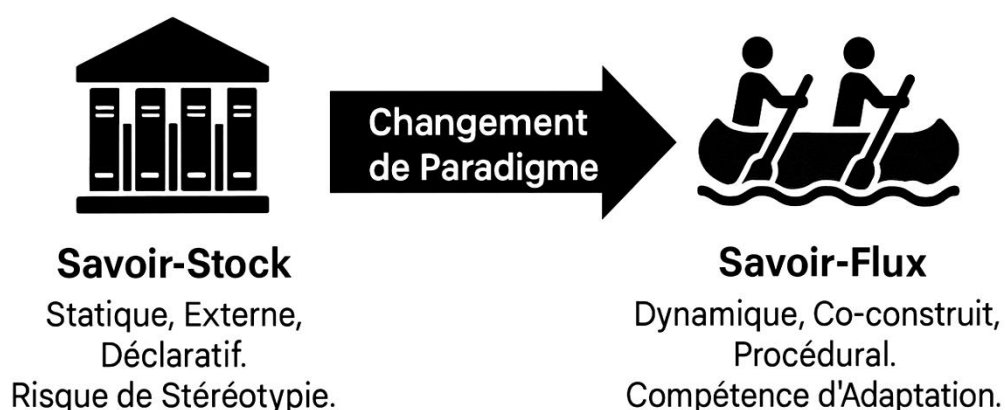 Changement
de Paradigme
Savoir-Stock
Statique, Externe,
Déclaratif.
Risque de Stéréotypie.
Savoir-Flux
Dynamique, Co-construit,
Procédural.
Compétence d'Adaptation.